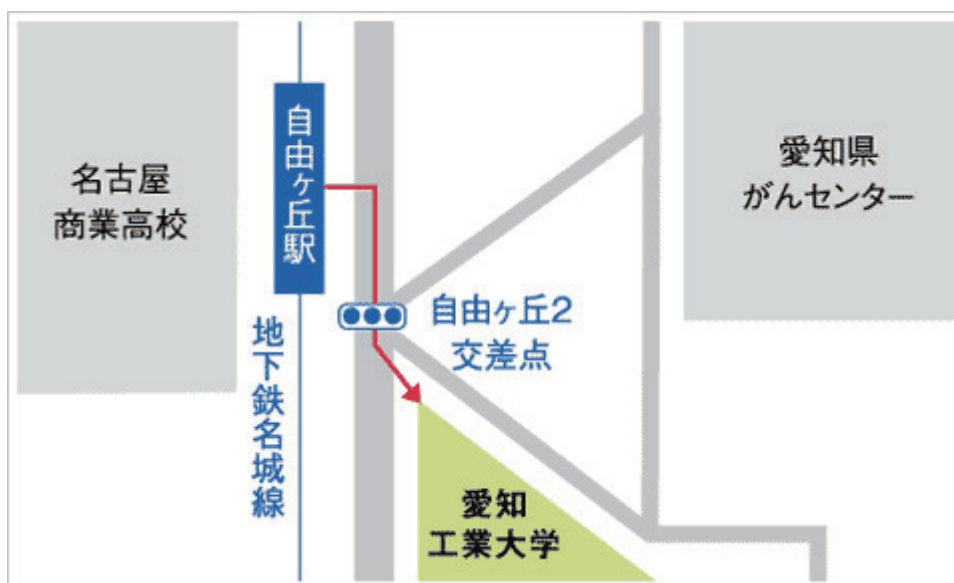 名古屋
商業高校
自由ヶ丘駅
地下鉄名城線
自由ヶ丘2
交差点
愛知県
がんセンター
愛知
工業大学